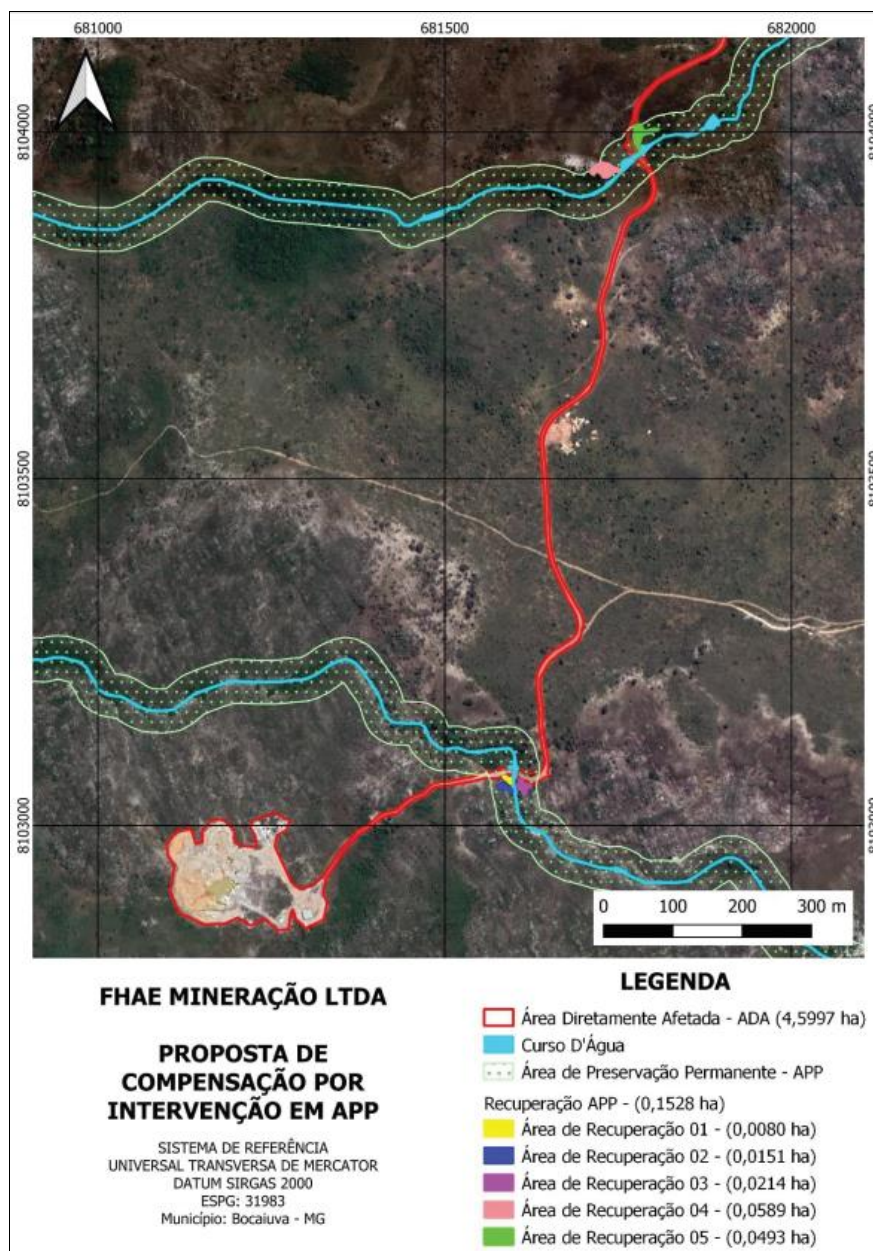 681000 681500 682000
8104000 8104000
8103500 8103500
8103000 8103000
0 100 200 300 m
FHAE MINERAÇÃO LTDA
PROPOSTA DE
COMPENSAÇÃO POR
INTERVENÇÃO EM APP
SISTEMA DE REFERÊNCIA
UNIVERSAL TRANSVERSA DE MERCATOR
DATUM SIRGAS 2000
ESPG: 31983
Município: Bocaiuva - MG
LEGENDA
Área Diretamente Afetada - ADA (4,5997 ha)
Curso D'Água
Área de Preservação Permanente - APP
Recuperação APP - (0,1528 ha)
Área de Recuperação 01 - (0,0080 ha)
Área de Recuperação 02 - (0,0151 ha)
Área de Recuperação 03 - (0,0214 ha)
Área de Recuperação 04 - (0,0589 ha)
Área de Recuperação 05 - (0,0493 ha)